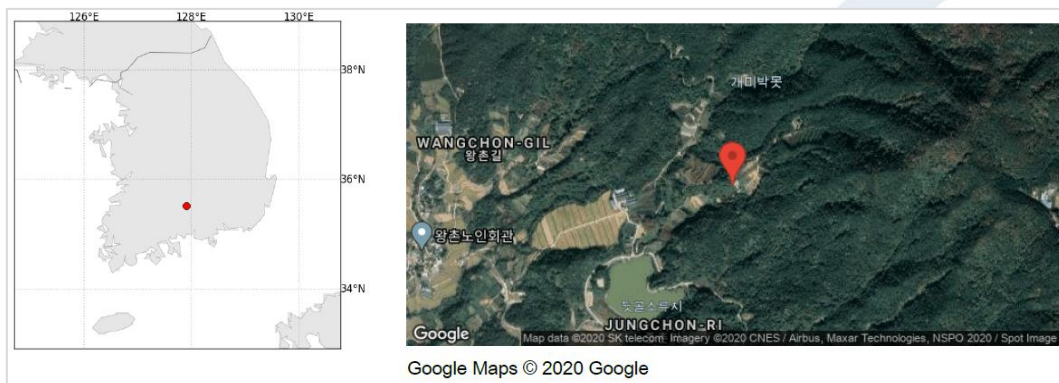 126°E
128°E
130°E
38°N
36°N
34°N
개미박못
WANGCHON-GIL
왕촌길
왕촌노인회관
JUNGCHON-RI
Google
Map data ©2020 SK telecom Imagery ©2020 CNES / Airbus, Maxar Technologies, NSPO 2020 / Spot Image
Google Maps © 2020 Google